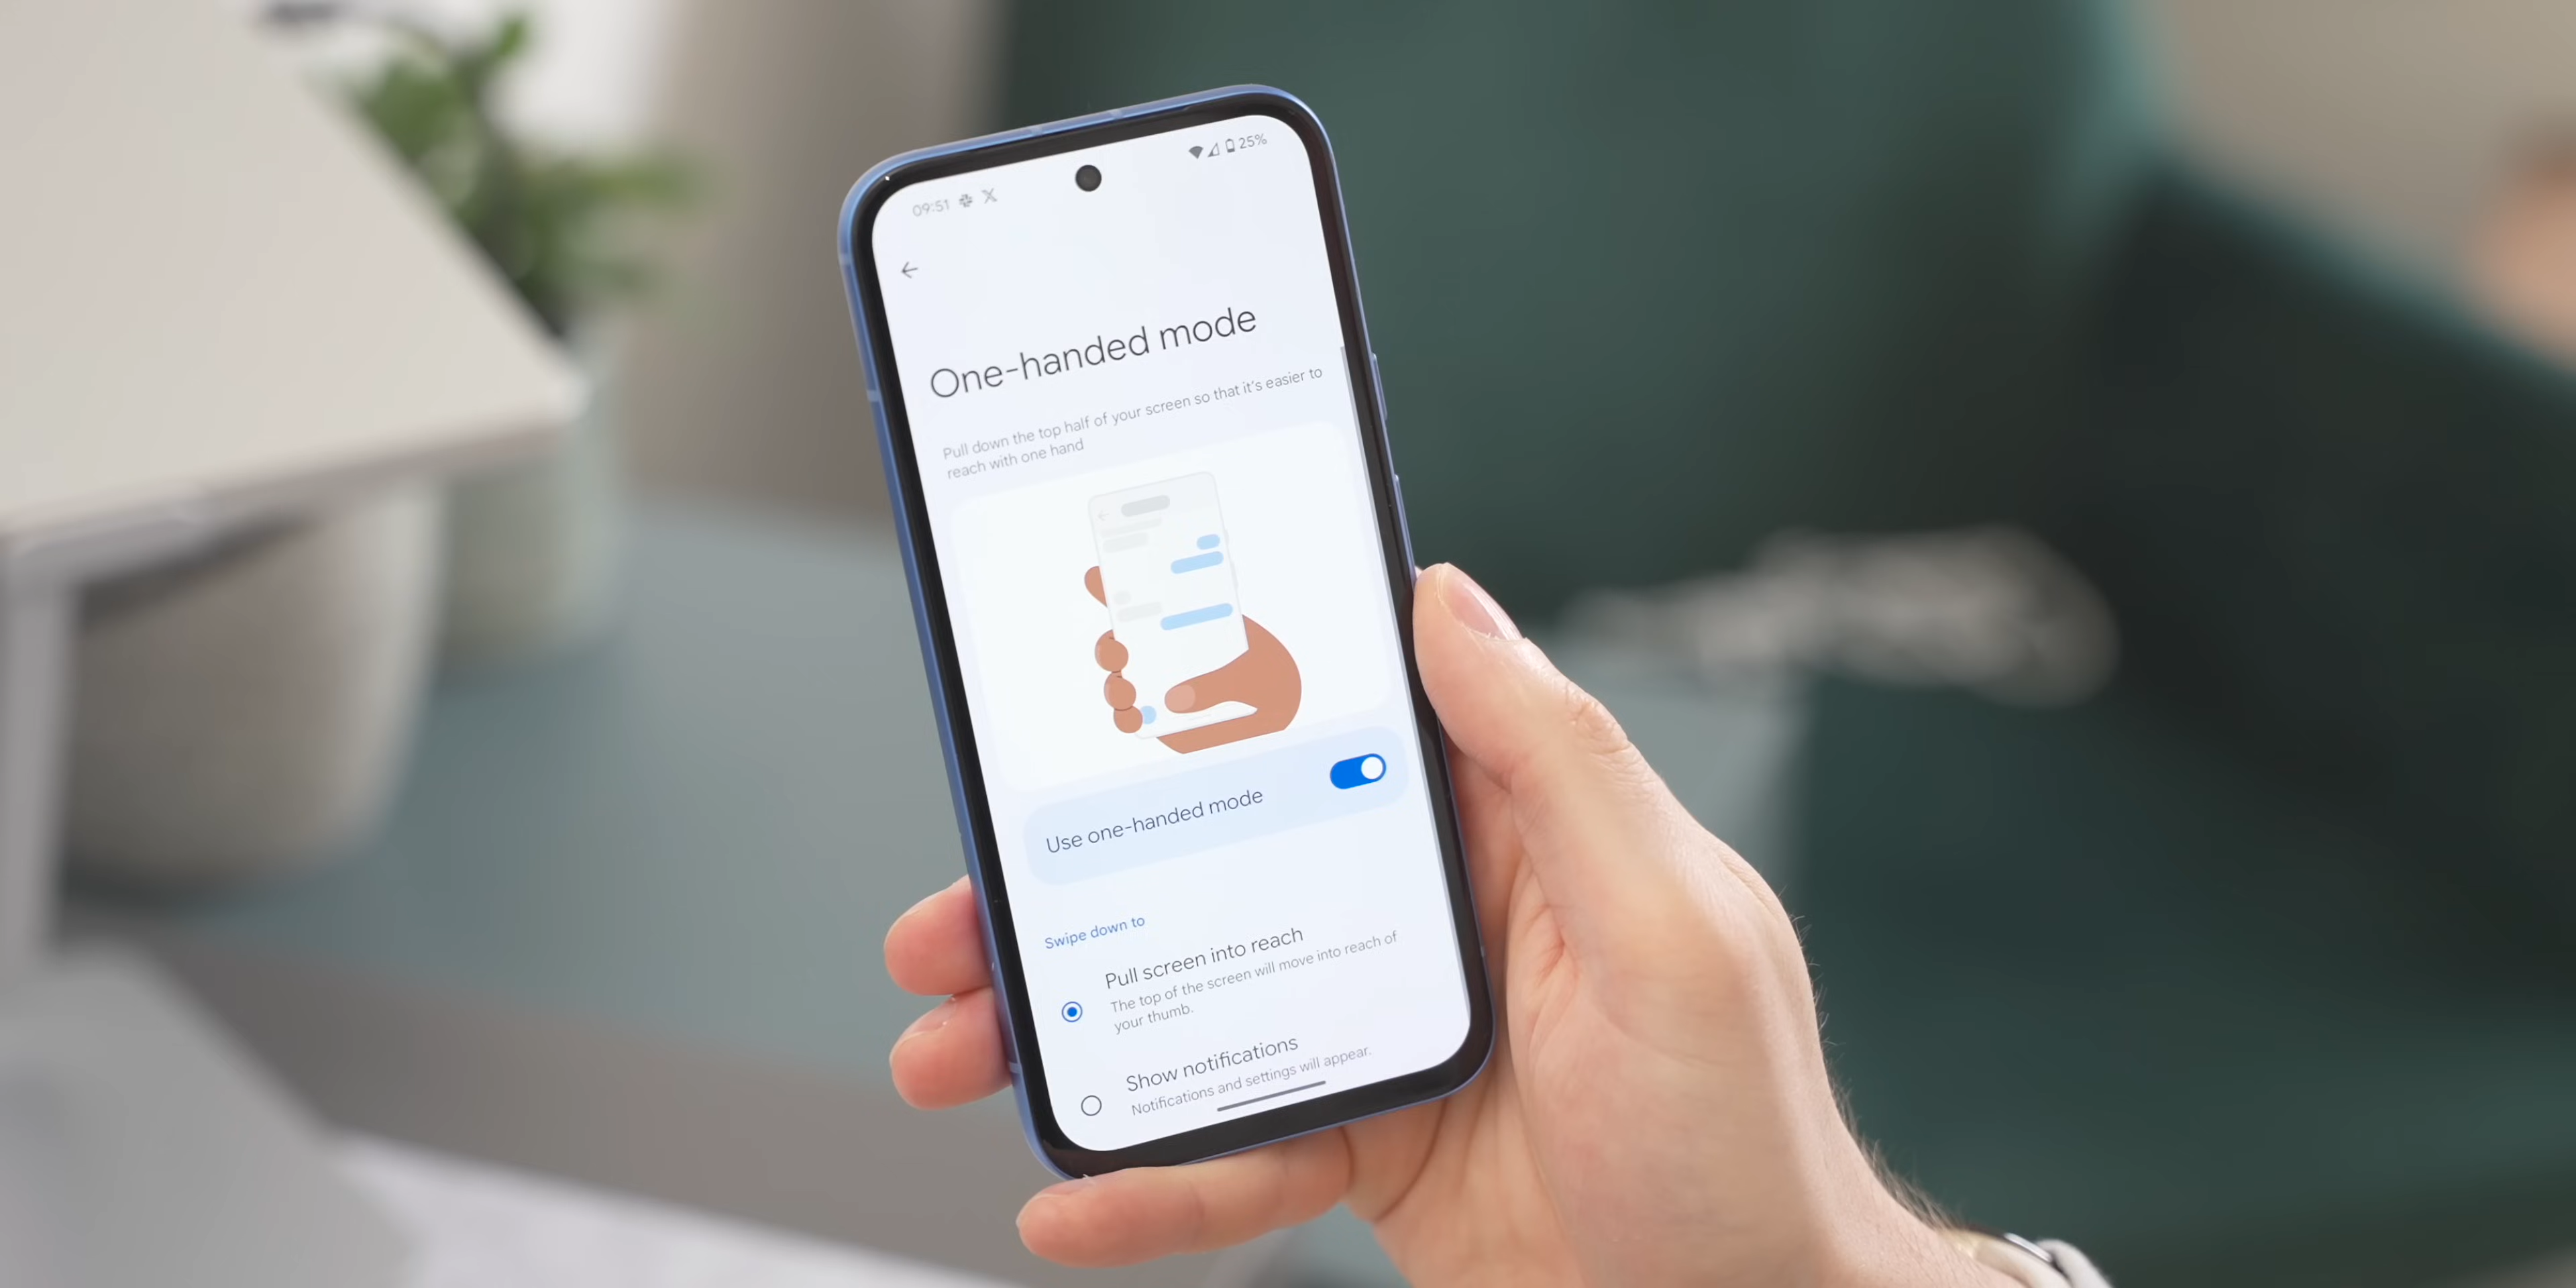 09:51
25%
One-handed mode
Pull down the top half of your screen so that it's easier to
reach with one hand
Use one-handed mode
Swipe down to
Pull screen into reach
The top of the screen will move into reach of
your thumb.
Show notifications
Notifications and settings will appear.